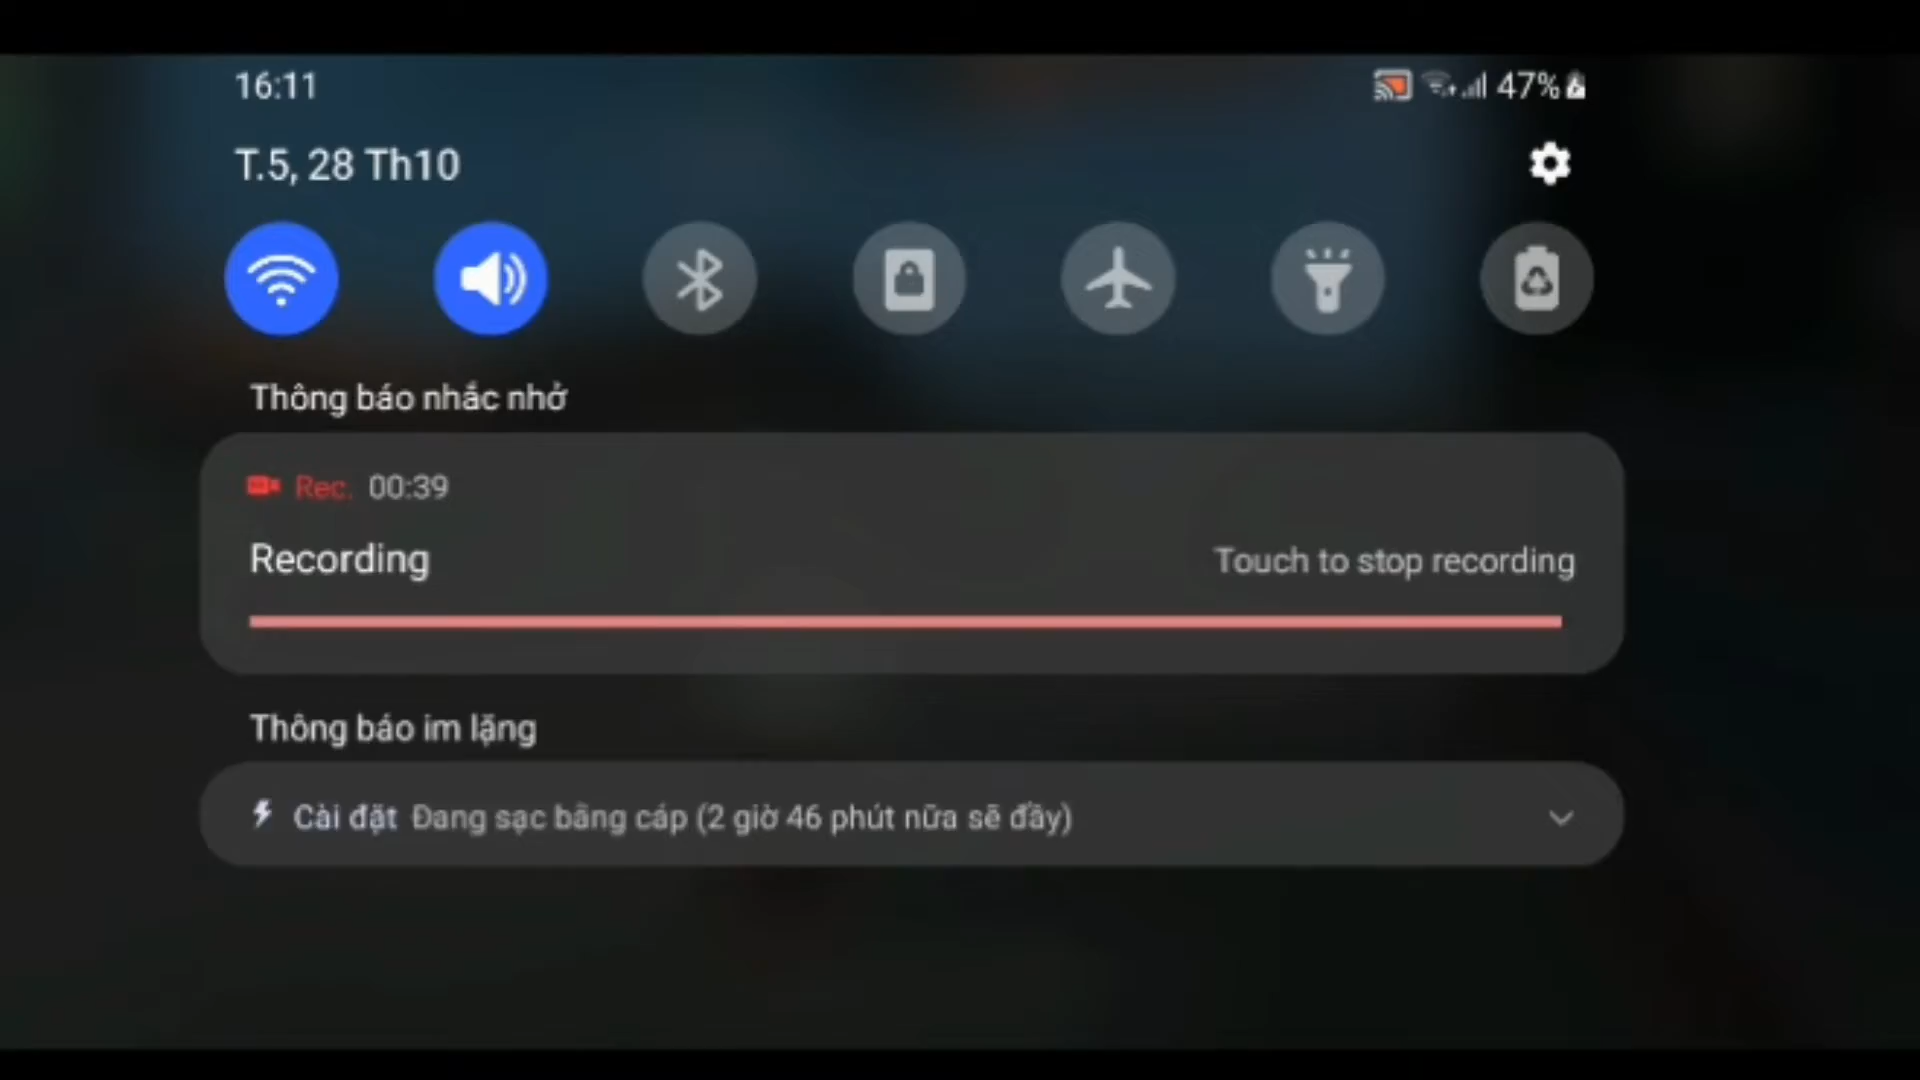 16:11
47%
T.5, 28 Th10
Thông báo nhắc nhở
Rec. 00:39
Recording
Touch to stop recording
Thông báo im lặng
Cài đặt Đang sạc bằng cáp (2 giờ 46 phút nữa sẽ đầy)